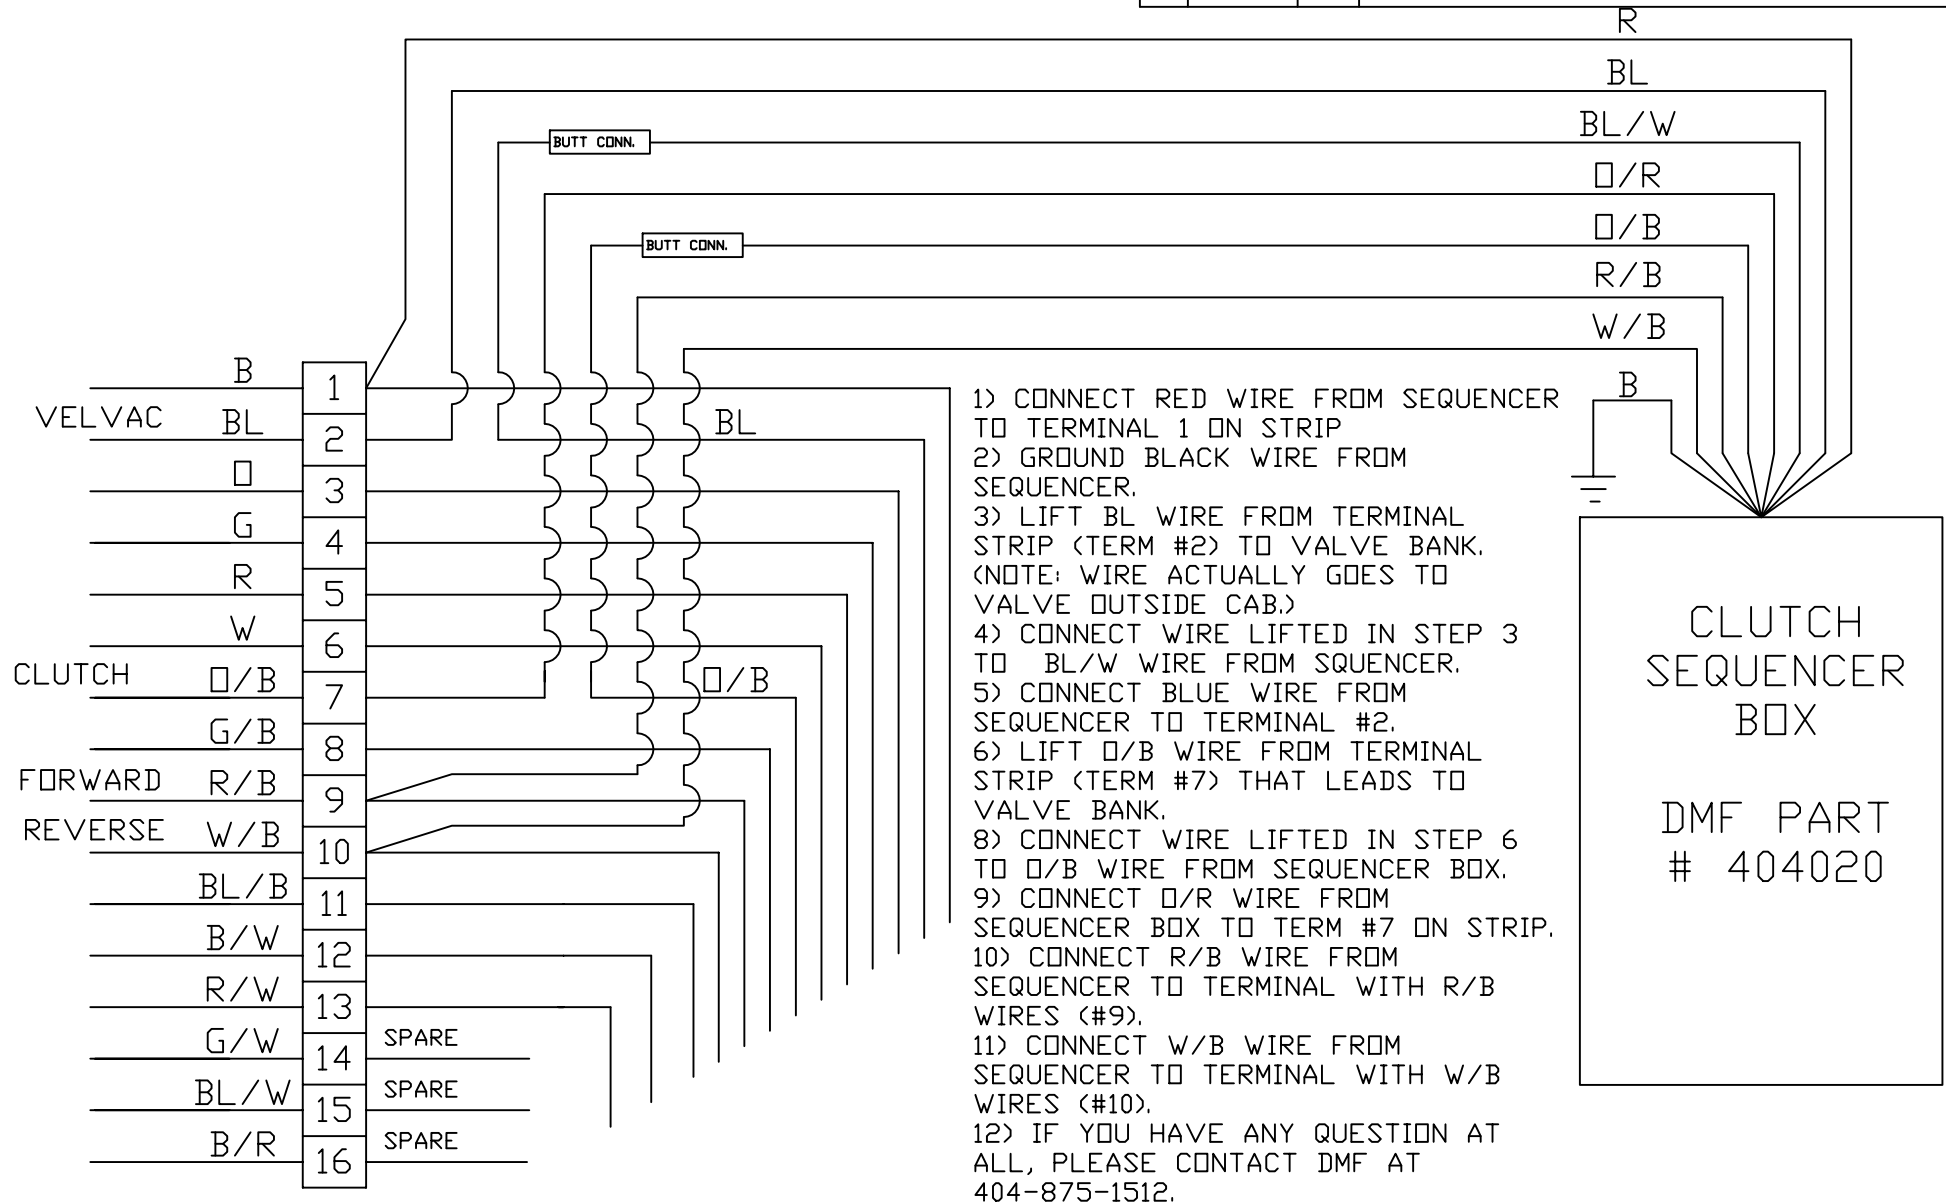 R
BL
BL/W
BUTT CONN.
O/R
O/B
BUTT CONN.
R/B
W/B
B
B 1
VELVAC BL 2 BL
O 3
G 4
R 5
W 6
CLUTCH O/B 7 O/B
G/B 8
FORWARD R/B 9
REVERSE W/B 10
BL/B 11
B/W 12
R/W 13
G/W 14 SPARE
BL/W 15 SPARE
B/R 16 SPARE
1) CONNECT RED WIRE FROM SEQUENCER
TO TERMINAL 1 ON STRIP
2) GROUND BLACK WIRE FROM
SEQUENCER.
3) LIFT BL WIRE FROM TERMINAL
STRIP (TERM #2) TO VALVE BANK.
(NOTE: WIRE ACTUALLY GOES TO
VALVE OUTSIDE CAB.)
4) CONNECT WIRE LIFTED IN STEP 3
TO BL/W WIRE FROM SQUENCER.
5) CONNECT BLUE WIRE FROM
SEQUENCER TO TERMINAL #2.
6) LIFT O/B WIRE FROM TERMINAL
STRIP (TERM #7) THAT LEADS TO
VALVE BANK.
8) CONNECT WIRE LIFTED IN STEP 6
TO O/B WIRE FROM SEQUENCER BOX.
9) CONNECT O/R WIRE FROM
SEQUENCER BOX TO TERM #7 ON STRIP.
10) CONNECT R/B WIRE FROM
SEQUENCER TO TERMINAL WITH R/B
WIRES (#9).
11) CONNECT W/B WIRE FROM
SEQUENCER TO TERMINAL WITH W/B
WIRES (#10).
12) IF YOU HAVE ANY QUESTION AT
ALL, PLEASE CONTACT DMF AT
404-875-1512.
CLUTCH
SEQUENCER
BOX
DMF PART
# 404020